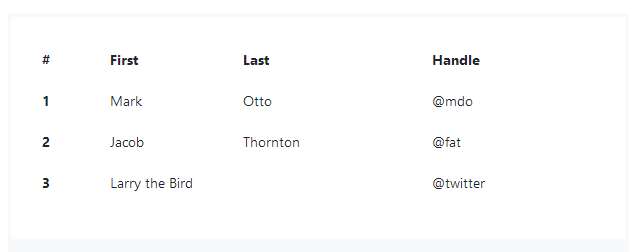 # First Last Handle
1 Mark Otto @mdo
2 Jacob Thornton @fat
3 Larry the Bird @twitter